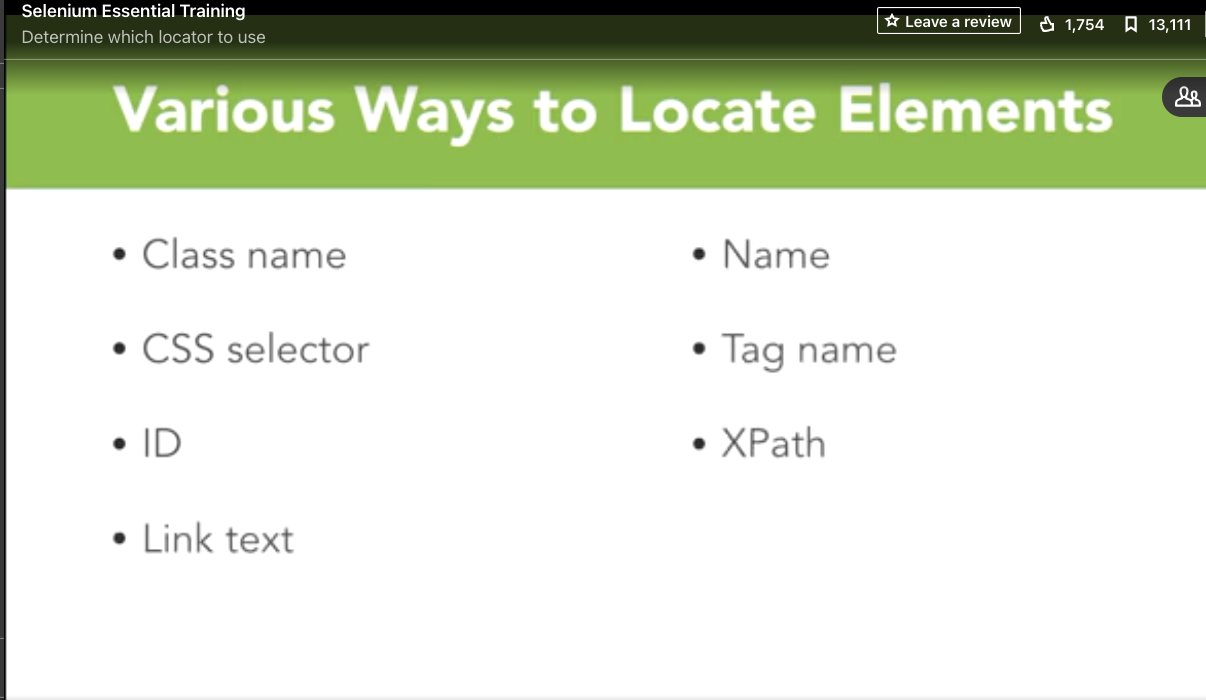 Selenium Essential Training
Determine which locator to use
Leave a review
1,754
13,111
Various Ways to Locate Elements
• Class name
• CSS selector
• ID
• Link text
• Name
• Tag name
• XPath